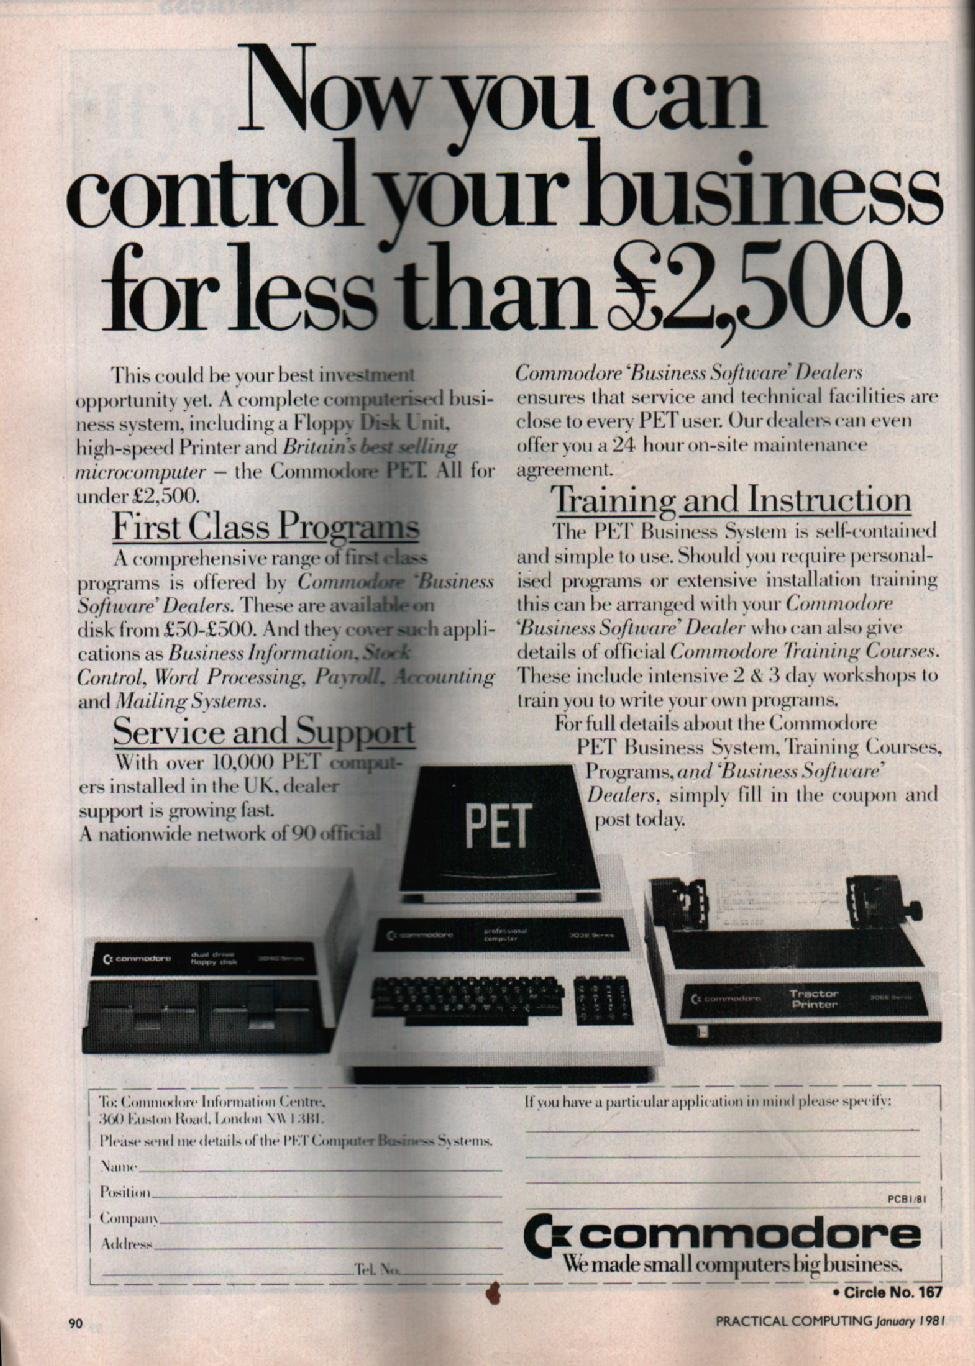 Now you can
control your business
for less than £2,500.
This could be your best investment
opportunity yet. A complete computerised busi-
ness system, including a Floppy Disk Unit,
high-speed Printer and Britain's best selling
microcomputer – the Commodore PET. All for
under £2,500.
First Class Programs
A comprehensive range of first class
programs is offered by Commodore 'Business
Software' Dealers. These are available on
disk from £50-£500. And they cover such appli-
cations as Business Information, Stock
Control, Word Processing, Payroll, Accounting
and Mailing Systems.
Service and Support
With over 10,000 PET comput-
ers installed in the UK, dealer
support is growing fast.
A nationwide network of 90 official
Commodore 'Business Software' Dealers
ensures that service and technical facilities are
close to every PET user. Our dealers can even
offer you a 24 hour on-site maintenance
agreement.
Training and Instruction
The PET Business System is self-contained
and simple to use. Should you require personal-
ised programs or extensive installation training
this can be arranged with your Commodore
'Business Software' Dealer who can also give
details of official Commodore Training Courses.
These include intensive 2 & 3 day workshops to
train you to write your own programs.
For full details about the Commodore
PET Business System, Training Courses,
Programs, and 'Business Software'
Dealers, simply fill in the coupon and
post today.
PET
commodore professional computer
commodore dual drive floppy disk
commodore Tractor Printer
To: Commodore Information Centre,
360 Euston Road, London NW1 3BL.
Please send me details of the PET Computer Business Systems.
Name
Position
Company
Address
Tel. No.
If you have a particular application in mind please specify:
PCB1/81
commodore
We made small computers big business.
• Circle No. 167
90
PRACTICAL COMPUTING January 1981